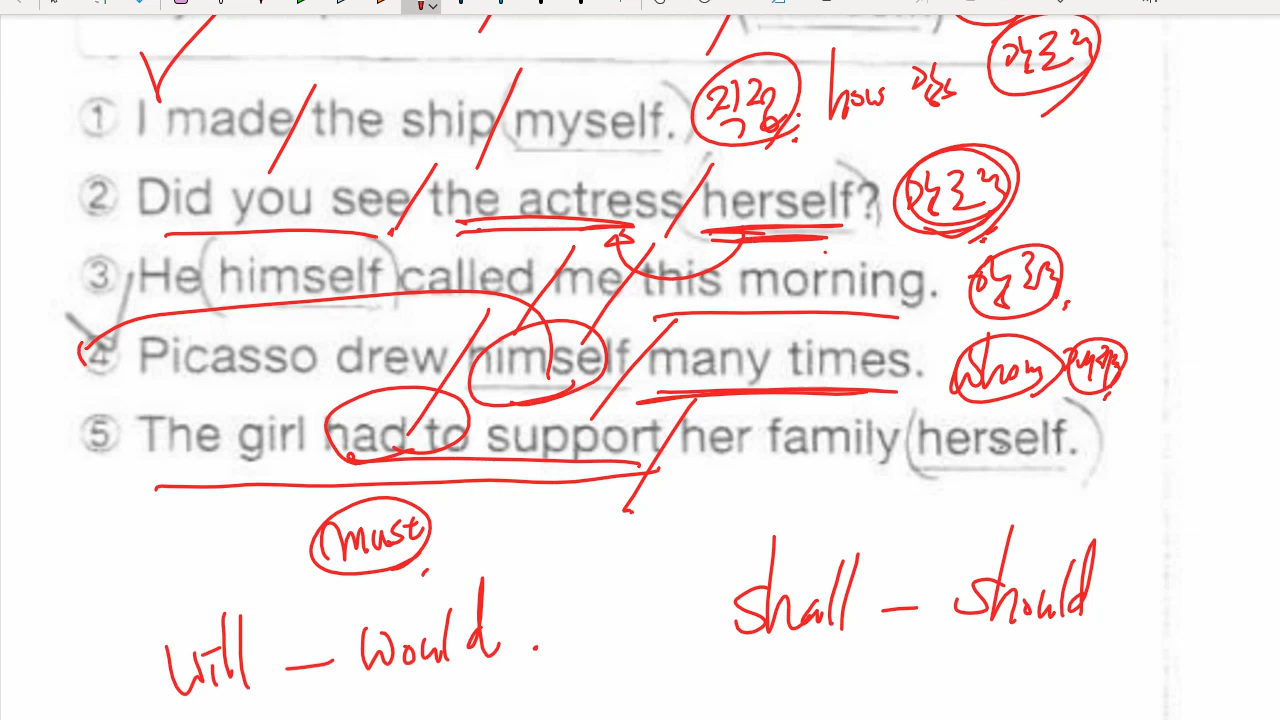 ① I made the ship myself. how
② Did you see the actress herself?
③ He himself called me this morning.
④ Picasso drew himself many times. whom
⑤ The girl had to support her family herself.
must
shall – should
will – would.